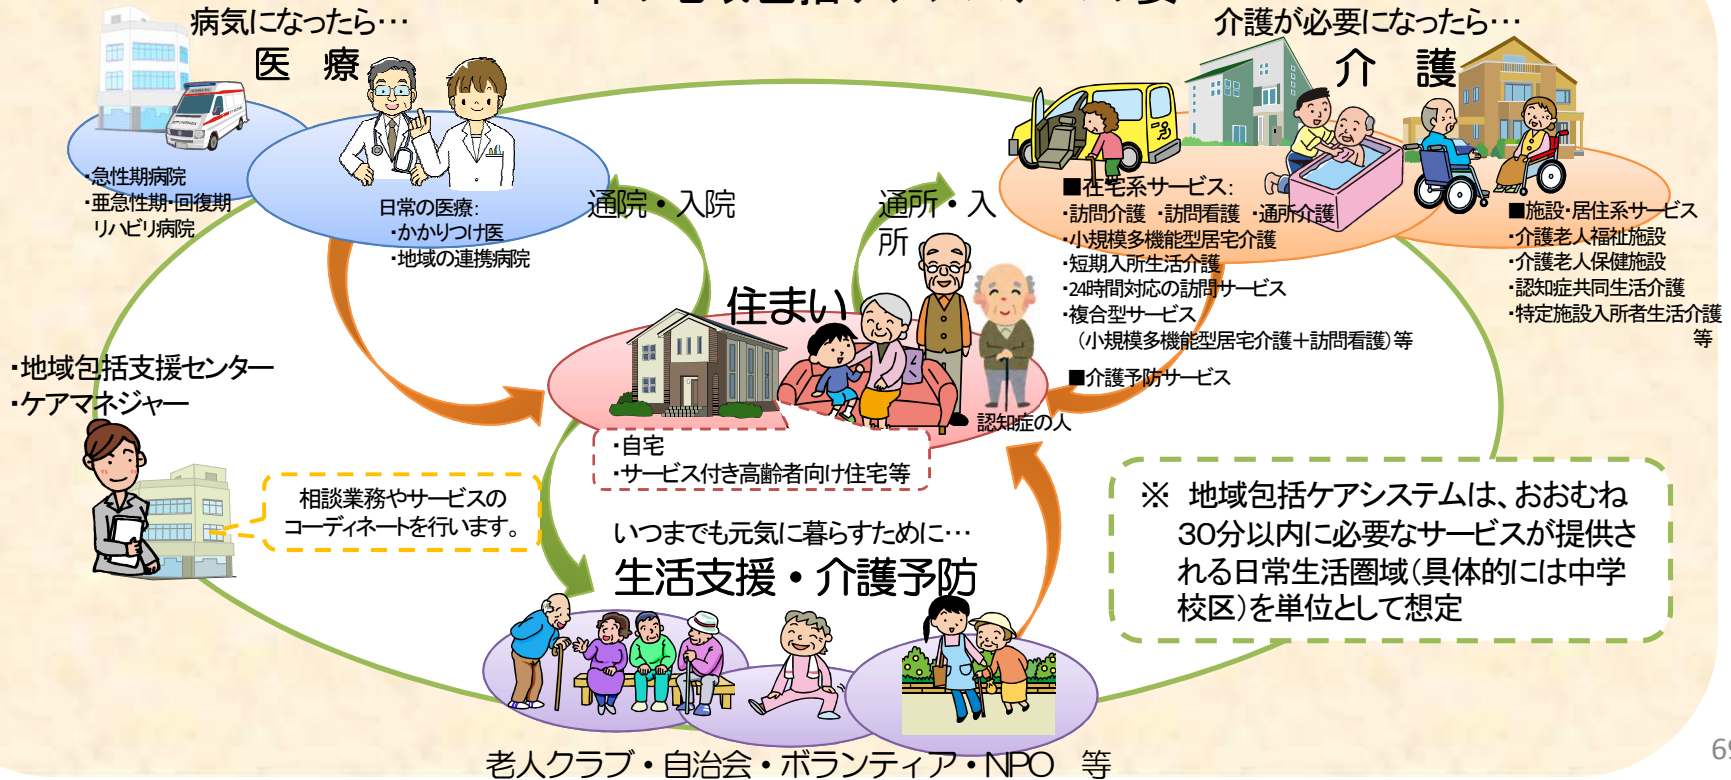 病気になったら・・・
医 療
・急性期病院
・亜急性期・回復期
リハビリ病院
日常の医療：
・かかりつけ医
・地域の連携病院
通院・入院
通所・入
所
介護が必要になったら・・・
介 護
■在宅系サービス：
・訪問介護 ・訪問看護 ・通所介護
・小規模多機能型居宅介護
・短期入所生活介護
・24時間対応の訪問サービス
・複合型サービス
（小規模多機能型居宅介護＋訪問看護）等
■介護予防サービス
■施設・居住系サービス
・介護老人福祉施設
・介護老人保健施設
・認知症共同生活介護
・特定施設入所者生活介護
等
住まい
認知症の人
・自宅
・サービス付き高齢者向け住宅等
・地域包括支援センター
・ケアマネジャー
相談業務やサービスの
コーディネートを行います。
いつまでも元気に暮らすために・・・
生活支援・介護予防
※ 地域包括ケアシステムは、おおむね
30分以内に必要なサービスが提供さ
れる日常生活圏域（具体的には中学
校区）を単位として想定
老人クラブ・自治会・ボランティア・NPO 等